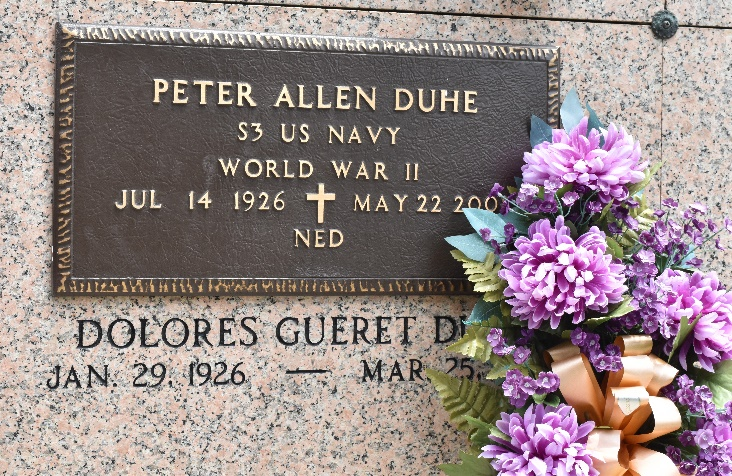 PETER ALLEN DUHE
S3 US NAVY
WORLD WAR II
JUL 14 1926 MAY 22
NED
DOLORES GUERET
JAN. 29, 1926 — MAR. 25,